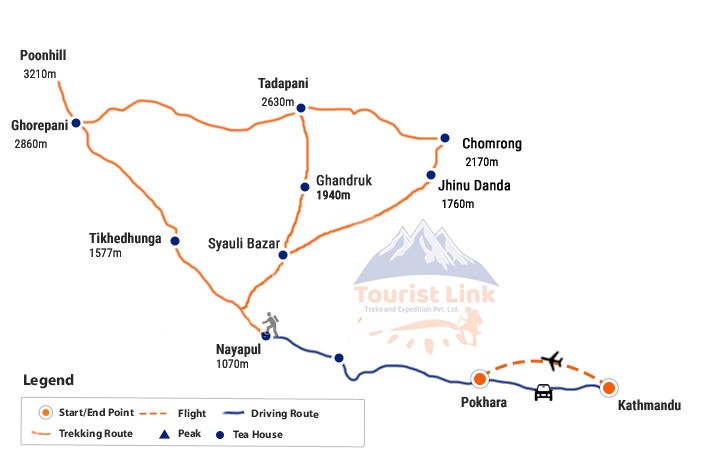 Poonhill
3210m
Tadapani
2630m
Ghorepani
2860m
Chomrong
2170m
Ghandruk
1940m
Jhinu Danda
1760m
Tikhedhunga
1577m
Syauli Bazar
Tourist Link
Treks and Expedition Pvt. Ltd.
Nayapul
1070m
Pokhara
Kathmandu
Legend
Start/End Point
Flight
Driving Route
Trekking Route
Peak
Tea House